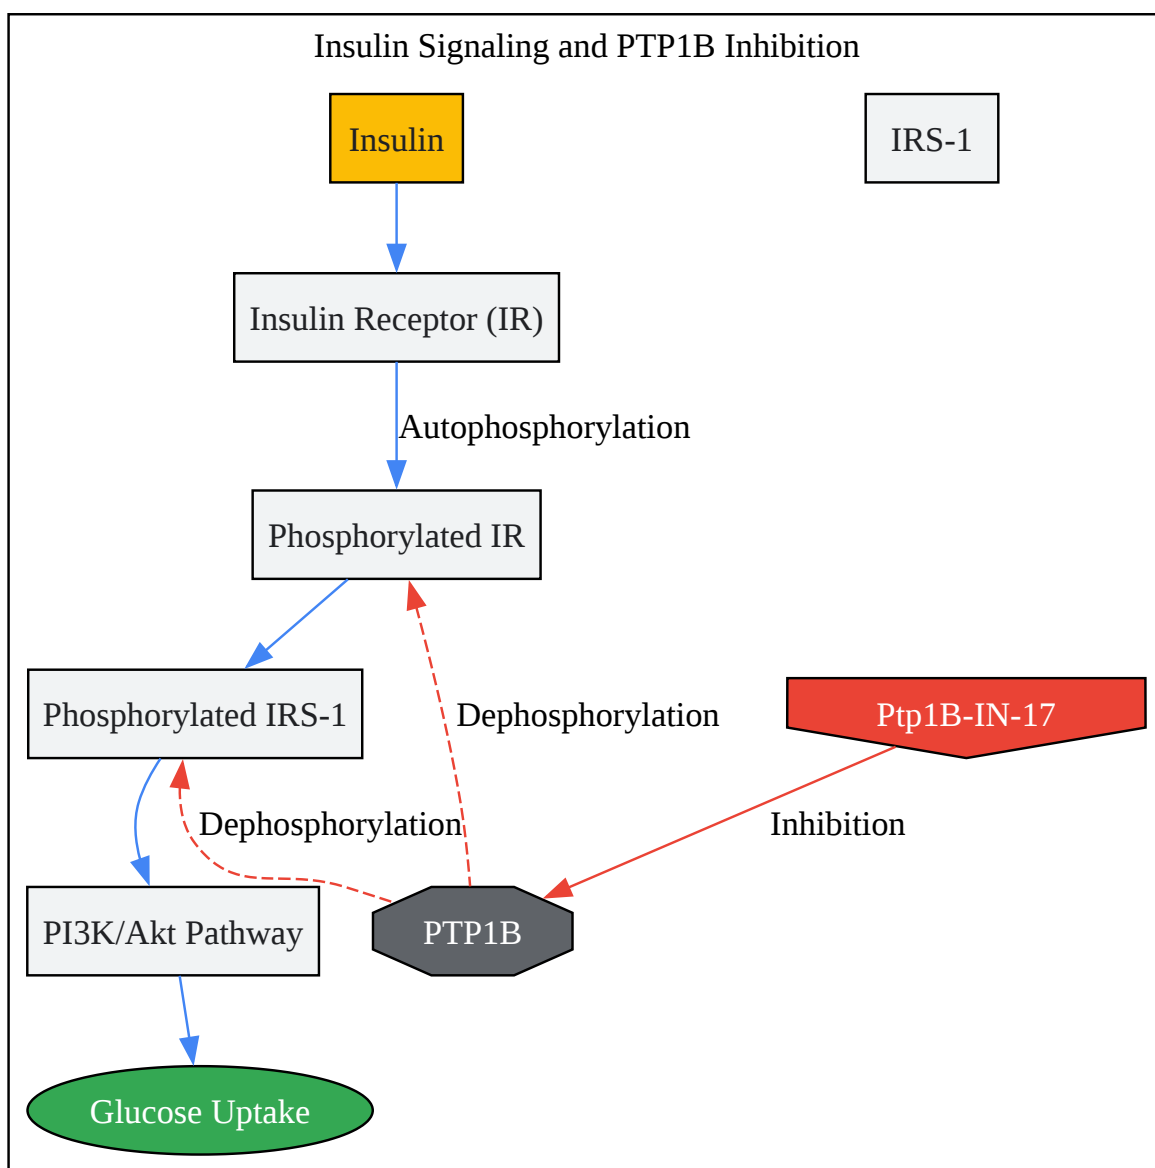 Insulin Signaling and PTP1B Inhibition
Insulin
IRS-1
Insulin Receptor (IR)
Autophosphorylation
Phosphorylated IR
Phosphorylated IRS-1
Dephosphorylation
Ptp1B-IN-17
Dephosphorylation
Inhibition
PI3K/Akt Pathway
PTP1B
Glucose Uptake